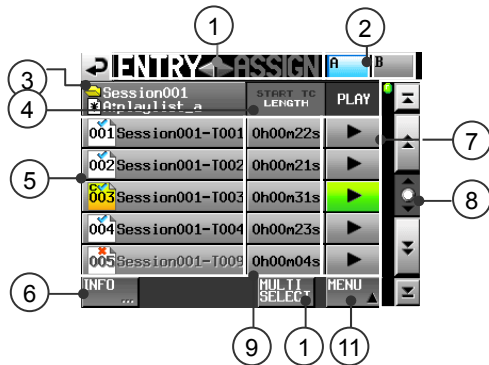 1
2
ENTRY ASSIGN A B
3
Session001
A:playlist_a
START TC
LENGTH
PLAY
4
001 Session001-T001 0h00m22s
7
002 Session001-T002 0h00m21s
5
003 Session001-T003 0h00m31s
8
004 Session001-T004 0h00m23s
005 Session001-T009 0h00m04s
6
INFO ...
MULTI
SELECT
MENU
9
1
11